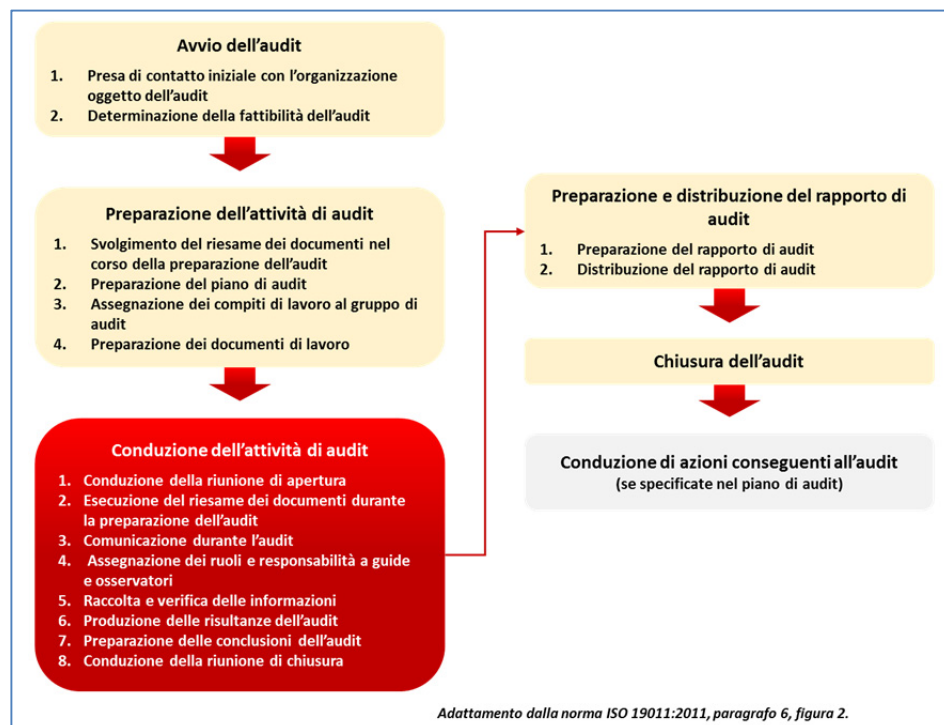 Avvio dell'audit
1. Presa di contatto iniziale con l'organizzazione
oggetto dell'audit
2. Determinazione della fattibilità dell'audit
Preparazione dell'attività di audit
1. Svolgimento del riesame dei documenti nel
corso della preparazione dell'audit
2. Preparazione del piano di audit
3. Assegnazione dei compiti di lavoro al gruppo di
audit
4. Preparazione dei documenti di lavoro
Conduzione dell'attività di audit
1. Conduzione della riunione di apertura
2. Esecuzione del riesame dei documenti durante
la preparazione dell'audit
3. Comunicazione durante l'audit
4. Assegnazione dei ruoli e responsabilità a guide
e osservatori
5. Raccolta e verifica delle informazioni
6. Produzione delle risultanze dell'audit
7. Preparazione delle conclusioni dell'audit
8. Conduzione della riunione di chiusura
Preparazione e distribuzione del rapporto di
audit
1. Preparazione del rapporto di audit
2. Distribuzione del rapporto di audit
Chiusura dell'audit
Conduzione di azioni conseguenti all'audit
(se specificate nel piano di audit)
Adattamento dalla norma ISO 19011:2011, paragrafo 6, figura 2.